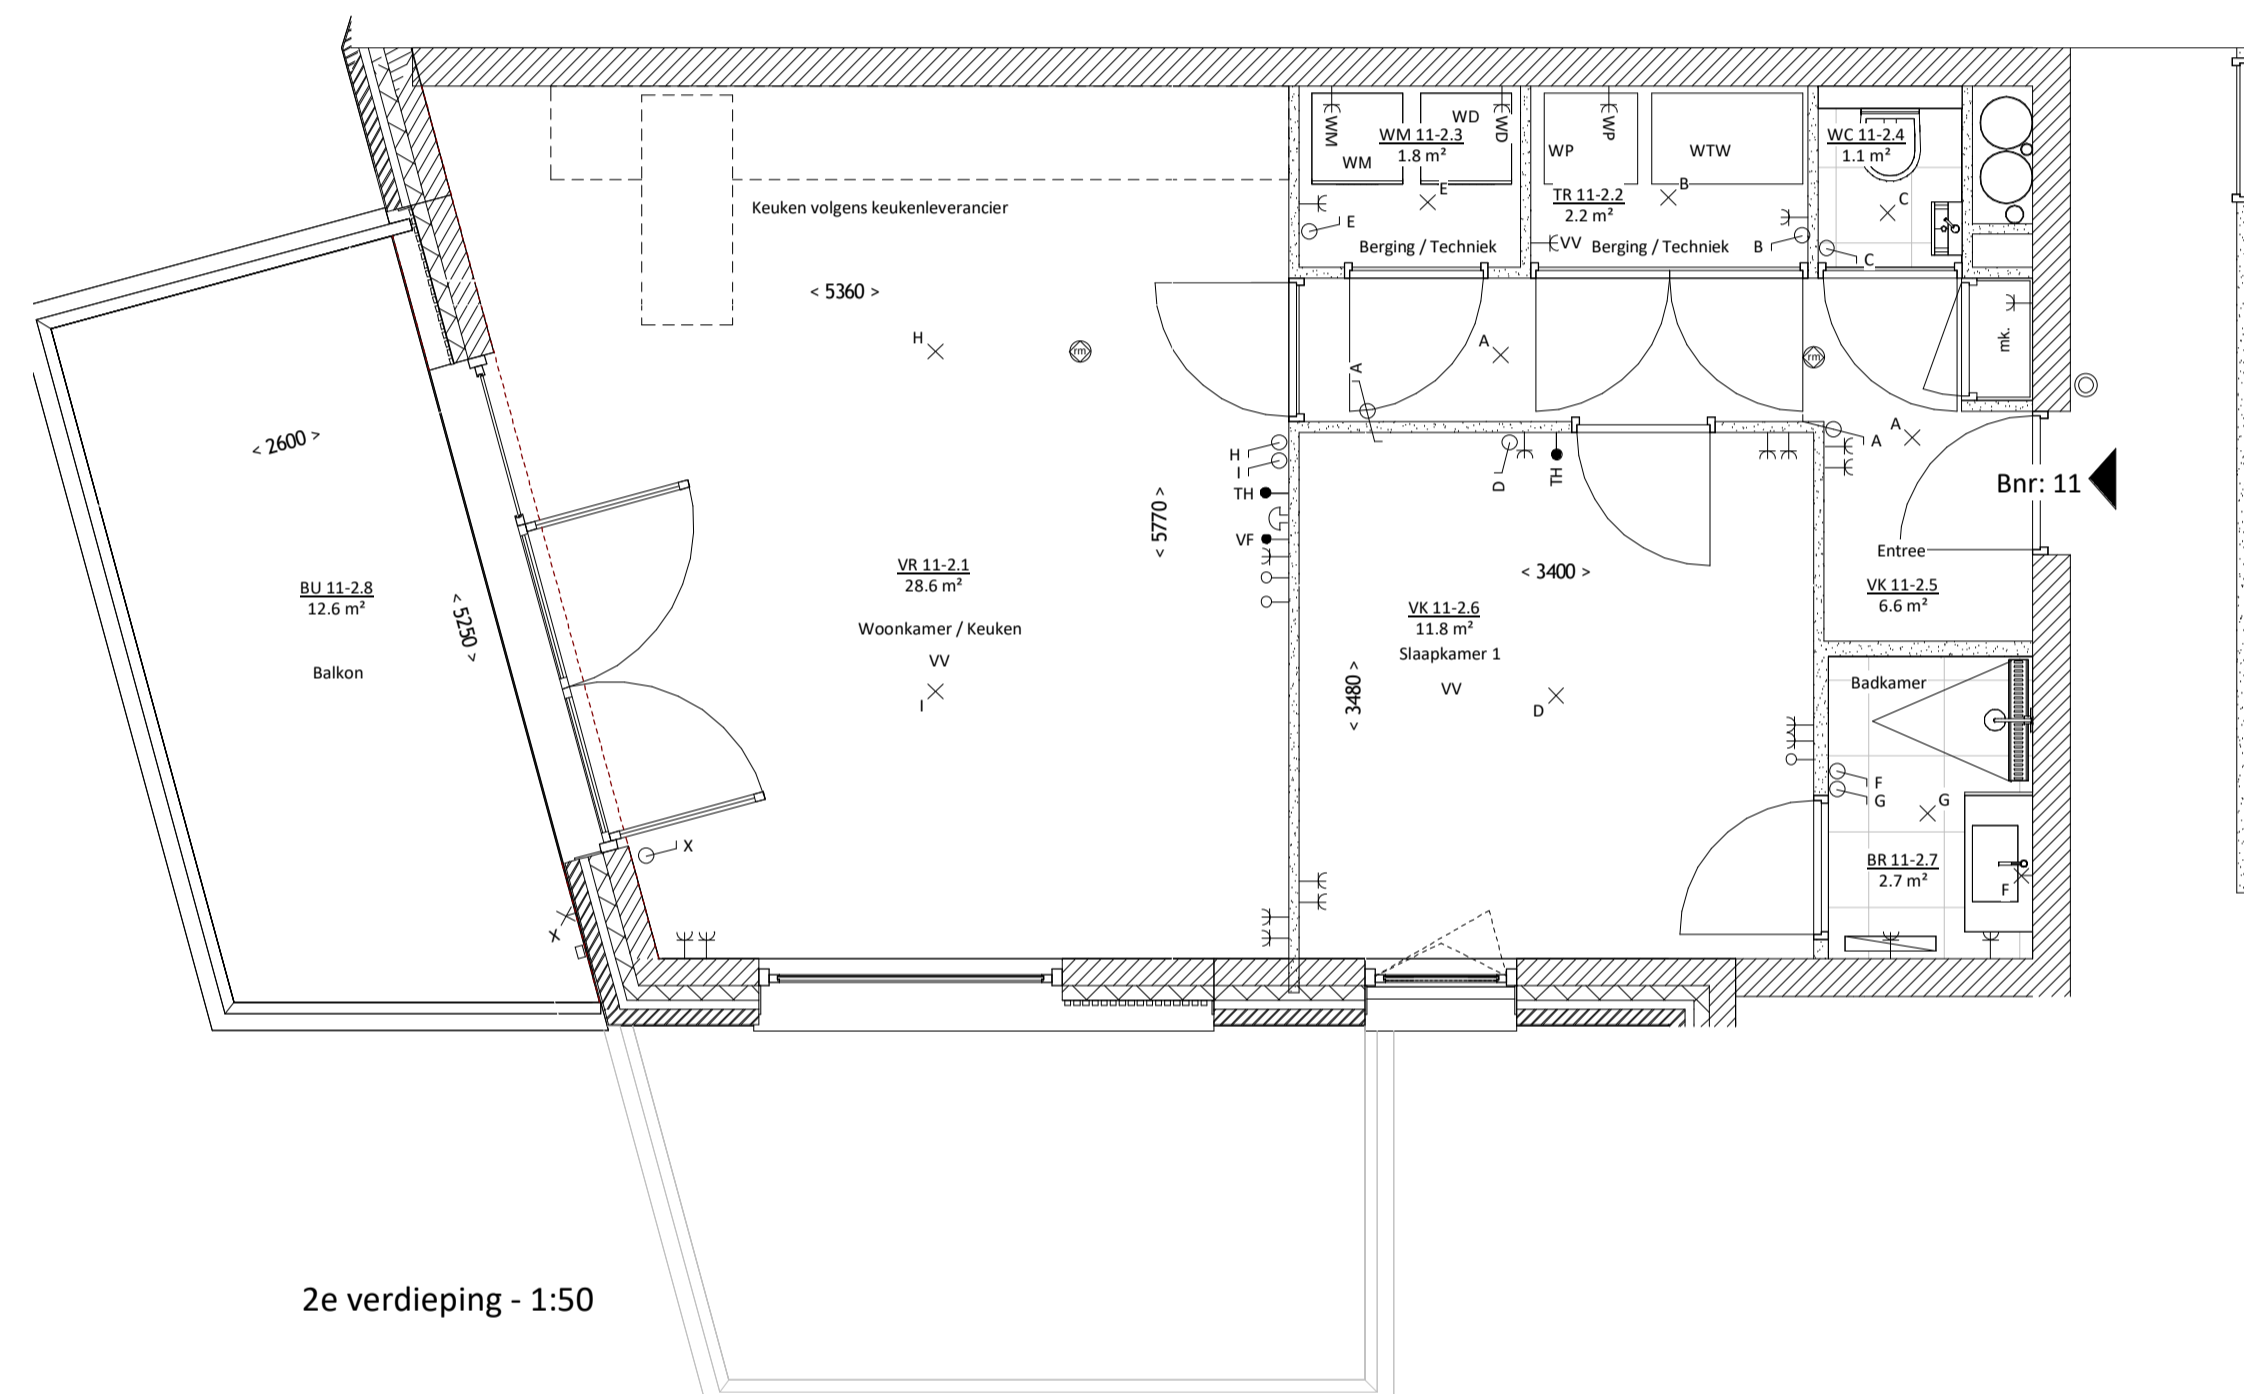 WM
WD
WD
WM 11-2.3
1.8 m²
WM
E
E
Berging / Techniek
WP
WP
WTW
TR 11-2.2
2.2 m²
B
VV
Berging / Techniek
B
WC 11-2.4
1.1 m²
C
C
Keuken volgens keukenleverancier
< 5360 >
H
rm
A
A
rm
mk.
< 2600 >
H
I
TH
VF
D
TH
A
A
Bnr: 11
Entree
VK 11-2.5
6.6 m²
< 5770 >
< 3400 >
BU 11-2.8
12.6 m²
Balkon
< 5250 >
VR 11-2.1
28.6 m²
Woonkamer / Keuken
VV
I
VK 11-2.6
11.8 m²
Slaapkamer 1
VV
< 3480 >
D
Badkamer
F
G
G
BR 11-2.7
2.7 m²
F
X
X
2e verdieping - 1:50